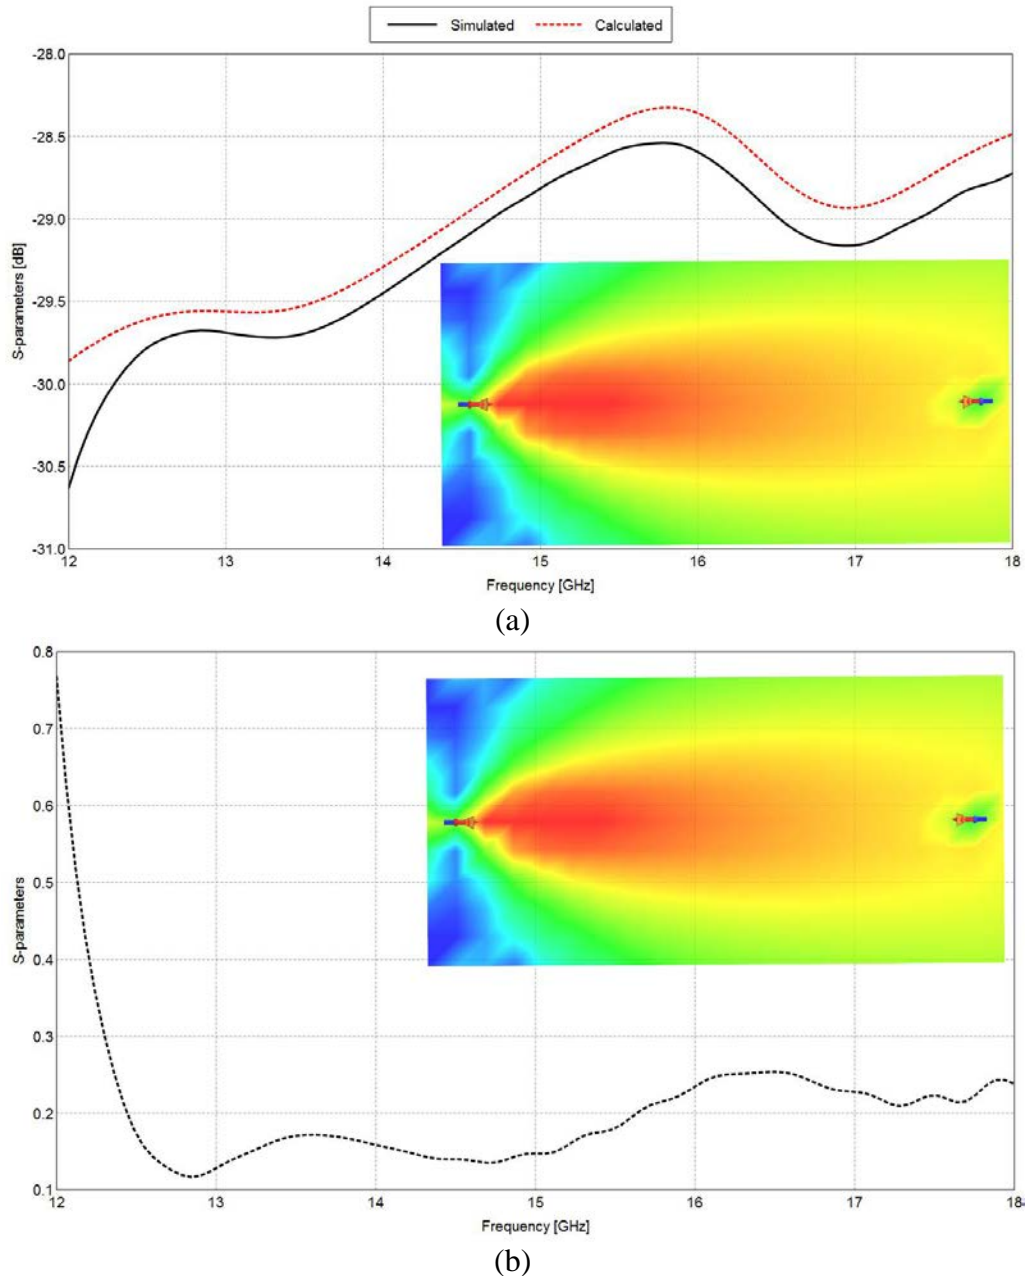 Simulated Calculated
-28.0
-28.5
-29.0
-29.5
-30.0
-30.5
-31.0
S-parameters [dB]
12 13 14 15 16 17 18
Frequency [GHz]
(a)
0.8
0.7
0.6
0.5
0.4
0.3
0.2
0.1
S-parameters
12 13 14 15 16 17 18
Frequency [GHz]
(b)